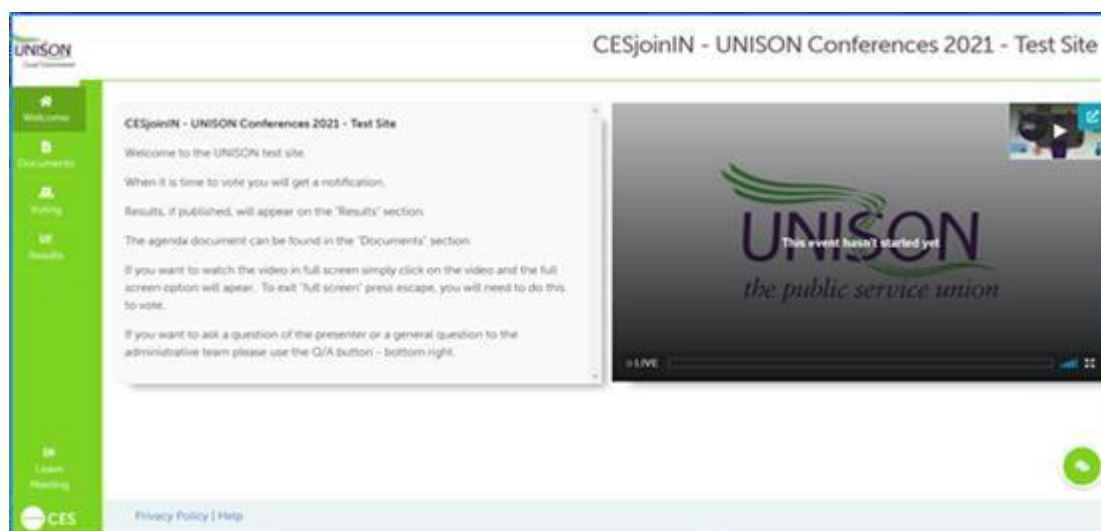 UNISON
CESjoinIN - UNISON Conferences 2021 - Test Site
Welcome
Documents
Voting
Results
Leave
Meeting
CES
CESjoinIN - UNISON Conferences 2021 - Test Site
Welcome to the UNISON test site.
When it is time to vote you will get a notification.
Results, if published, will appear on the "Results" section.
The agenda document can be found in the "Documents" section
If you want to watch the video in full screen simply click on the video and the full
screen option will apear. To exit "full screen" press escape, you will need to do this
to vote.
If you want to ask a question of the presenter or a general question to the
administrative team please use the Q/A button - bottom right.
UNISON
This event hasn't started yet
the public service union
LIVE
Privacy Policy | Help